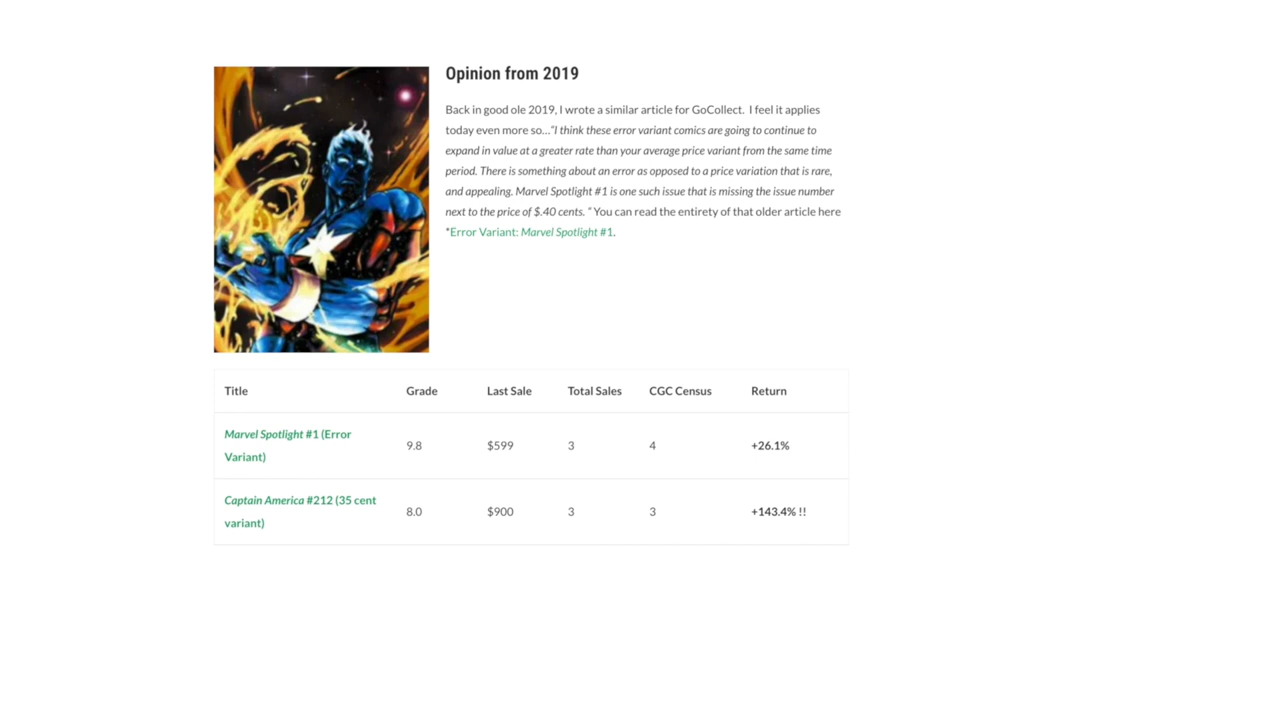 Opinion from 2019
Back in good ole 2019, I wrote a similar article for GoCollect.  I feel it applies
today even more so…"I think these error variant comics are going to continue to
expand in value at a greater rate than your average price variant from the same time
period. There is something about an error as opposed to a price variation that is rare,
and appealing. Marvel Spotlight #1 is one such issue that is missing the issue number
next to the price of $.40 cents. " You can read the entirety of that older article here
*Error Variant: Marvel Spotlight #1.
Title Grade Last Sale Total Sales CGC Census Return
Marvel Spotlight #1 (Error
Variant) 9.8 $599 3 4 +26.1%
Captain America #212 (35 cent
variant) 8.0 $900 3 3 +143.4% !!